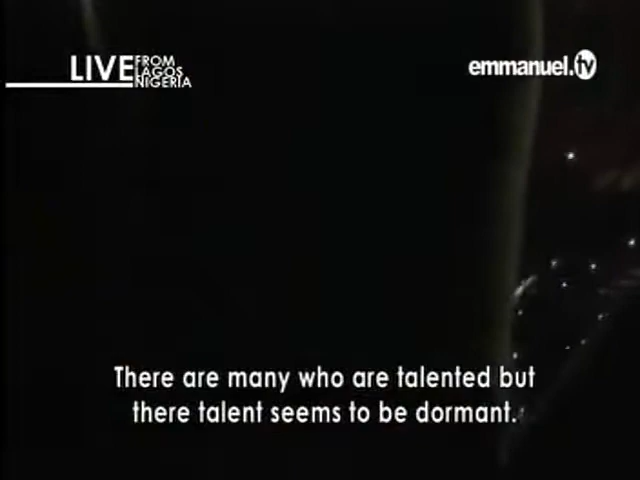 LIVE FROM LAGOS NIGERIA
emmanuel.tv
There are many who are talented but
there talent seems to be dormant.